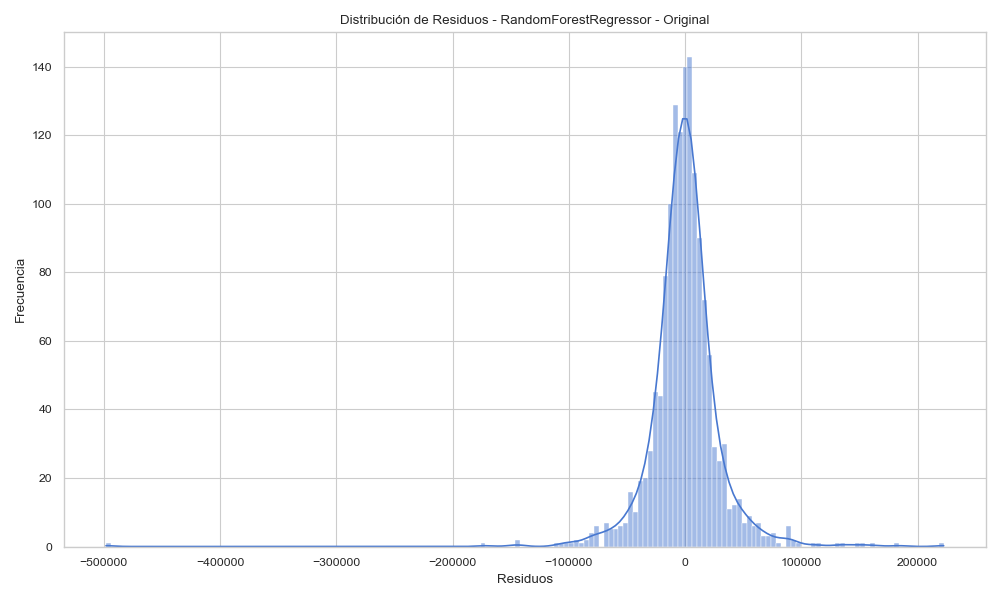 Distribución de Residuos - RandomForestRegressor - Original
Frecuencia
140
120
100
80
60
40
20
0
−500000 −400000 −300000 −200000 −100000 0 100000 200000
Residuos